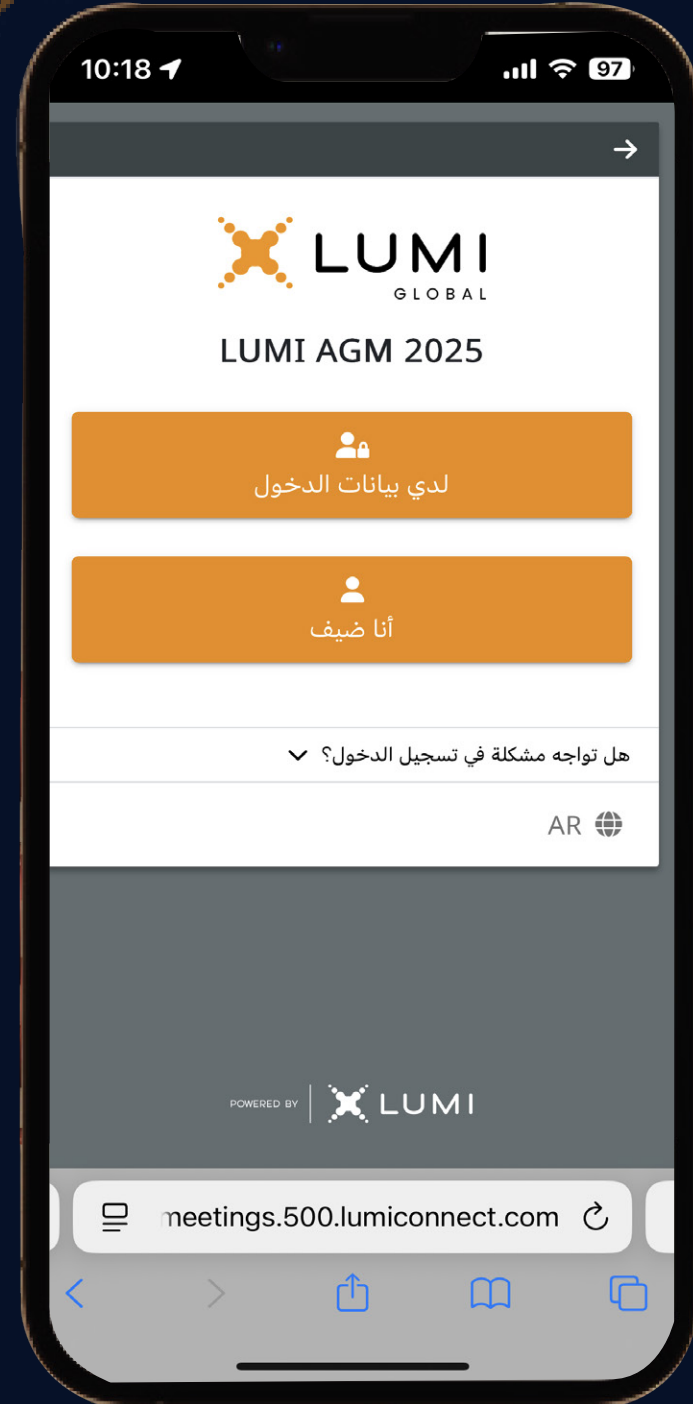 10:18
97
LUMI
GLOBAL
LUMI AGM 2025
لدي بيانات الدخول
أنا ضيف
هل تواجه مشكلة في تسجيل الدخول؟
AR
POWERED BY LUMI
meetings.500.lumiconnect.com